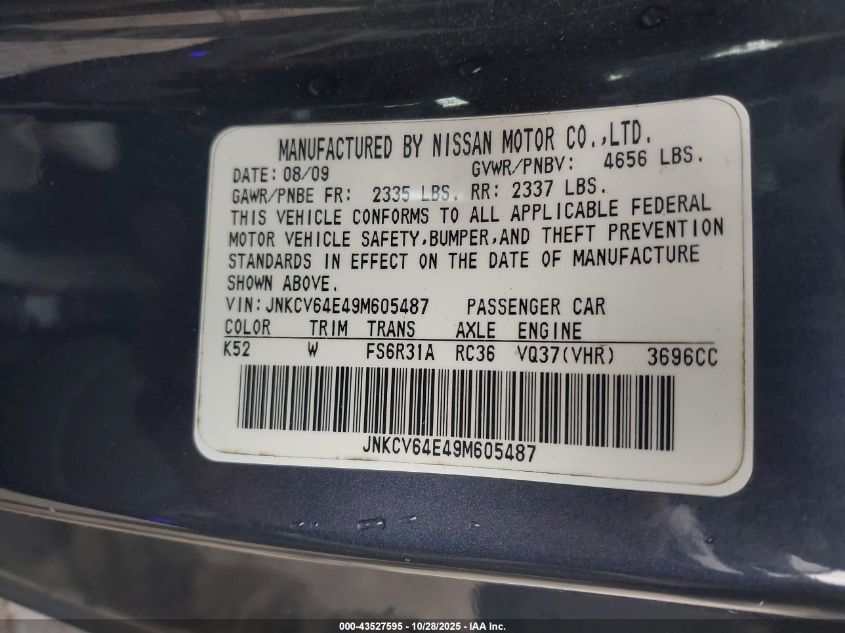 MANUFACTURED BY NISSAN MOTOR CO.,LTD.
DATE: 08/09 GVWR/PNBV: 4656 LBS.
GAWR/PNBE FR: 2335 LBS. RR: 2337 LBS.
THIS VEHICLE CONFORMS TO ALL APPLICABLE FEDERAL
MOTOR VEHICLE SAFETY,BUMPER,AND THEFT PREVENTION
STANDARDS IN EFFECT ON THE DATE OF MANUFACTURE
SHOWN ABOVE.
VIN:JNKCV64E49M605487 PASSENGER CAR
COLOR TRIM TRANS AXLE ENGINE
K52 W FS6R31A RC36 VQ37(VHR) 3696CC
JNKCV64E49M605487
000-43527595 - 10/28/2025 - IAA Inc.